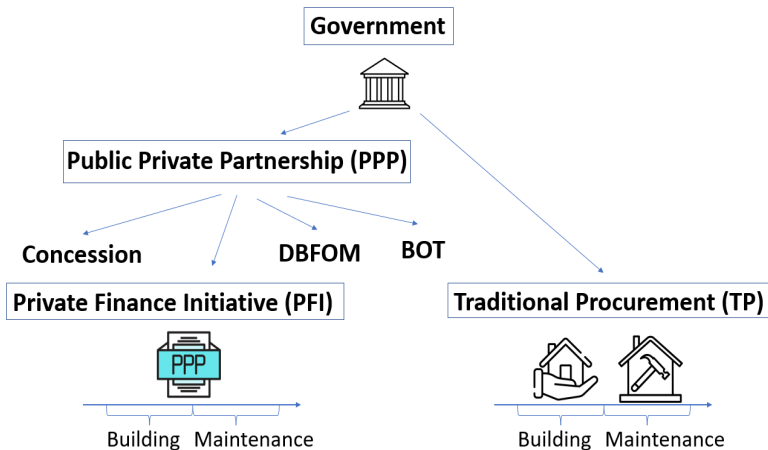 Government
Public Private Partnership (PPP)
Concession
DBFOM
BOT
Private Finance Initiative (PFI)
Traditional Procurement (TP)
PPP
Building
Maintenance
Building
Maintenance